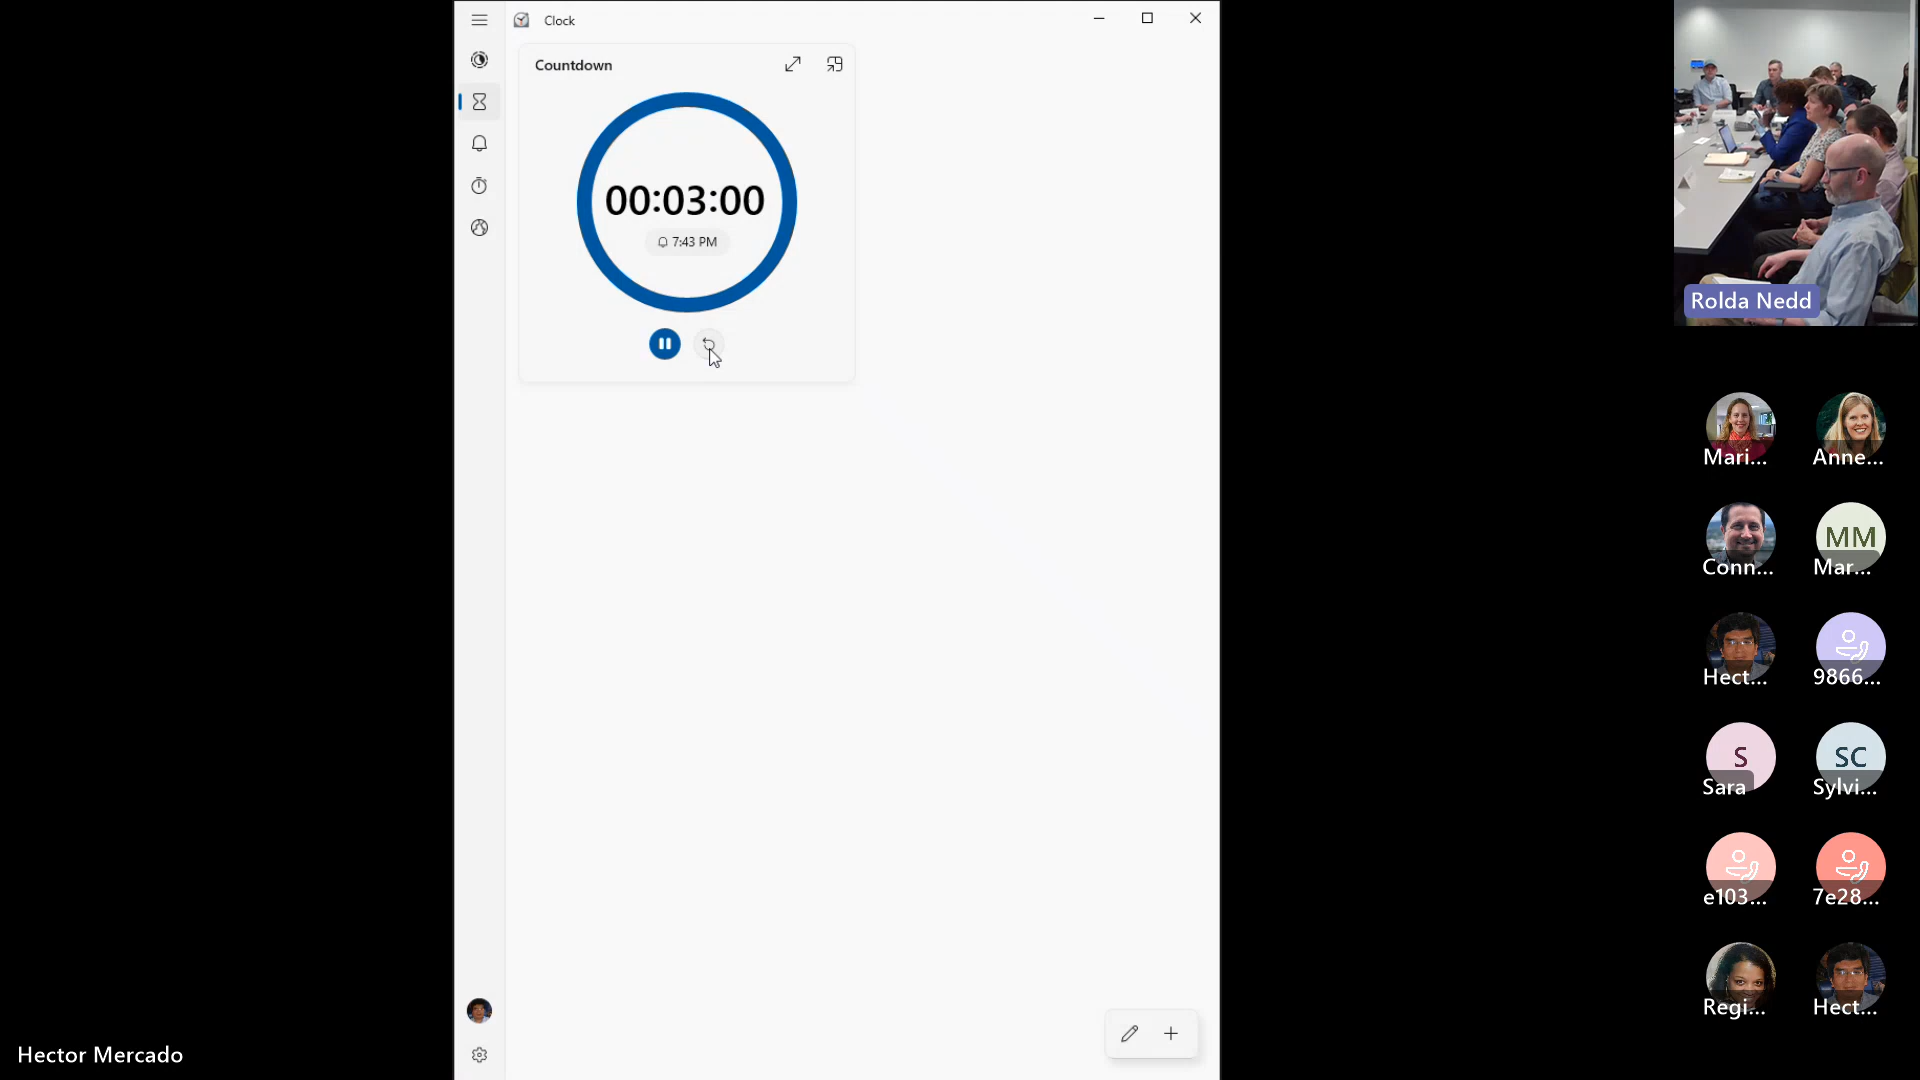 Clock
Countdown
00:03:00
7:43 PM
Rolda Nedd
Mari...
Anne...
Conn...
MM
Mar...
Hect...
9866...
S
Sara
SC
Sylvi...
e103...
7e28...
Regi...
Hect...
Hector Mercado